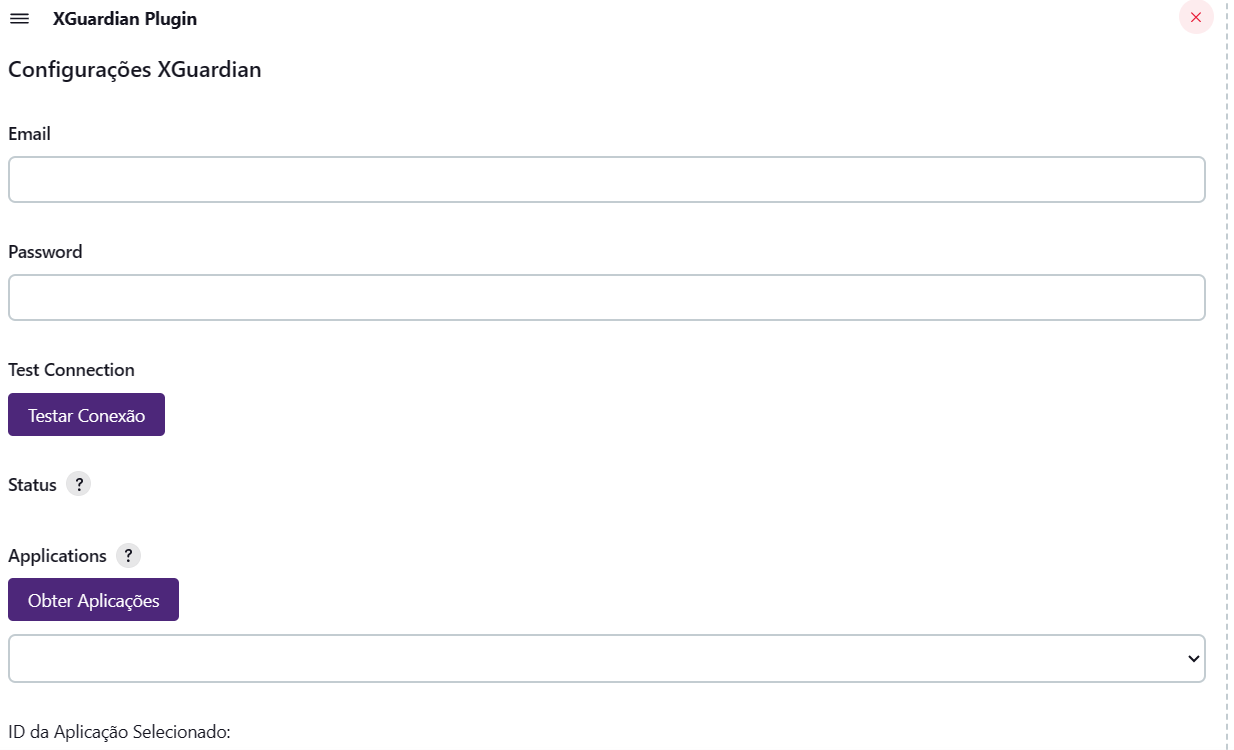 XGuardian Plugin
Configurações XGuardian
Email
Password
Test Connection
Testar Conexão
Status ?
Applications ?
Obter Aplicações
ID da Aplicação Selecionado: